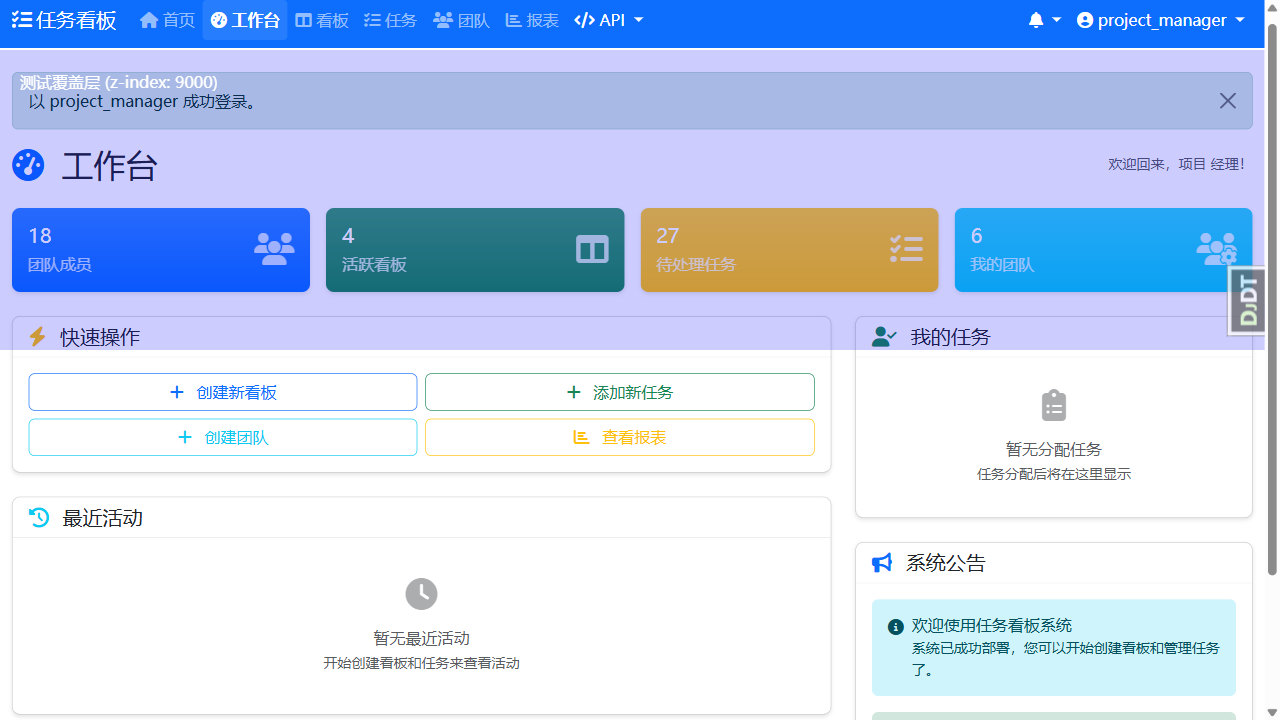 任务看板 首页 工作台 看板 任务 团队 报表 API project_manager
测试覆盖层 (z-index: 9000)
以 project_manager 成功登录。
工作台
欢迎回来，项目 经理！
18
团队成员
4
活跃看板
27
待处理任务
6
我的团队
DJDT
快速操作
创建新看板
添加新任务
创建团队
查看报表
我的任务
暂无分配任务
任务分配后将在这里显示
最近活动
暂无最近活动
开始创建看板和任务来查看活动
系统公告
欢迎使用任务看板系统
系统已成功部署，您可以开始创建看板和管理任务
了。